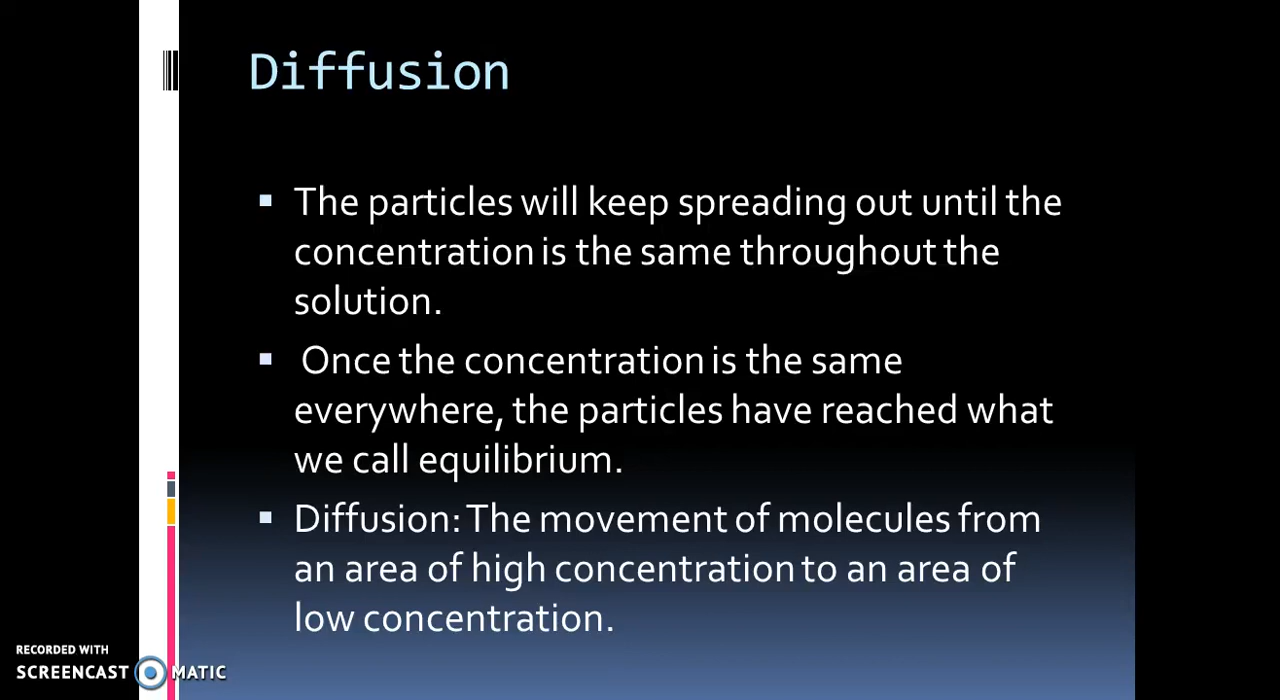 Diffusion
▪ The particles will keep spreading out until the
concentration is the same throughout the
solution.
▪ Once the concentration is the same
everywhere, the particles have reached what
we call equilibrium.
▪ Diffusion: The movement of molecules from
an area of high concentration to an area of
low concentration.
RECORDED WITH
SCREENCAST MATIC